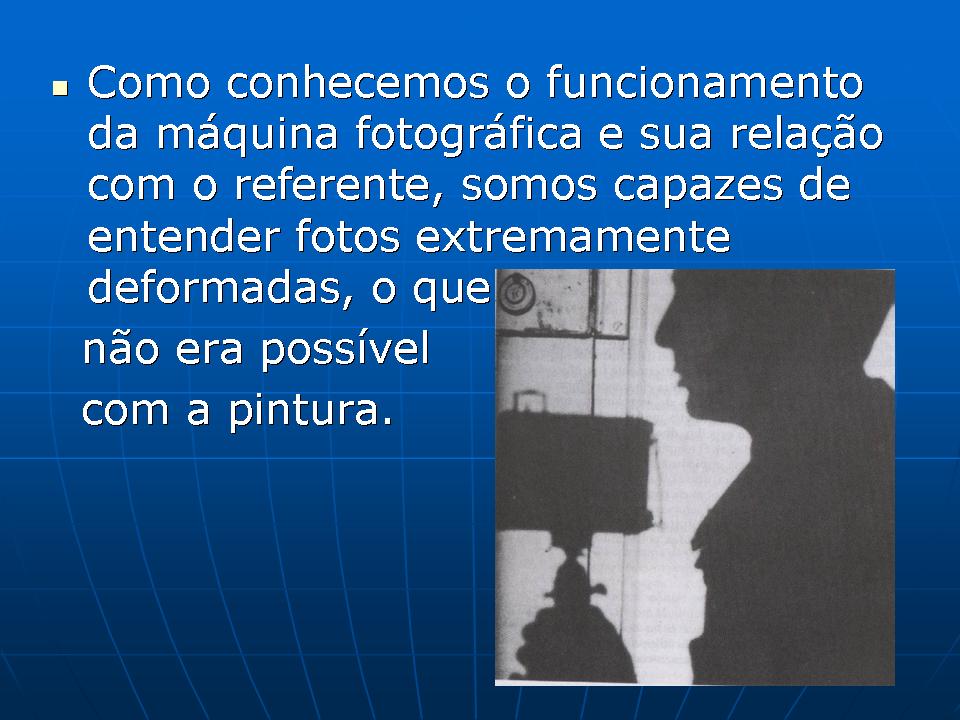 Como conhecemos o funcionamento
da máquina fotográfica e sua relação
com o referente, somos capazes de
entender fotos extremamente
deformadas, o que
não era possível
com a pintura.